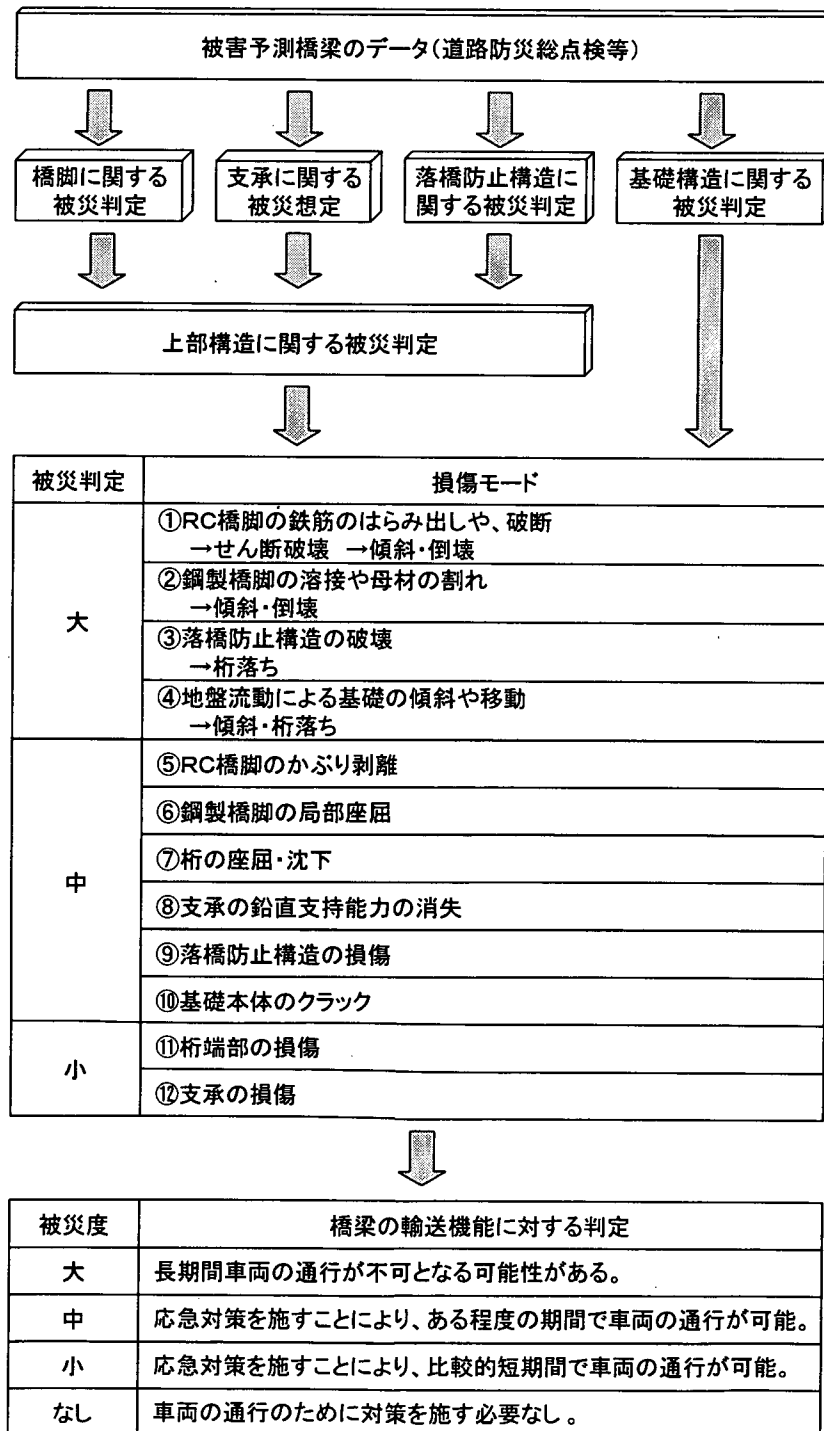 被害予測橋梁のデータ(道路防災総点検等)
橋脚に関する
被災判定
支承に関する
被災想定
落橋防止構造に
関する被災判定
基礎構造に関する
被災判定
上部構造に関する被災判定
被災判定
損傷モード
大
①RC橋脚の鉄筋のはらみ出しや、破断
→せん断破壊 →傾斜・倒壊
②鋼製橋脚の溶接や母材の割れ
→傾斜・倒壊
③落橋防止構造の破壊
→桁落ち
④地盤流動による基礎の傾斜や移動
→傾斜・桁落ち
中
⑤RC橋脚のかぶり剥離
⑥鋼製橋脚の局部座屈
⑦桁の座屈・沈下
⑧支承の鉛直支持能力の消失
⑨落橋防止構造の損傷
⑩基礎本体のクラック
小
⑪桁端部の損傷
⑫支承の損傷
被災度
橋梁の輸送機能に対する判定
大
長期間車両の通行が不可となる可能性がある。
中
応急対策を施すことにより、ある程度の期間で車両の通行が可能。
小
応急対策を施すことにより、比較的短期間で車両の通行が可能。
なし
車両の通行のために対策を施す必要なし。